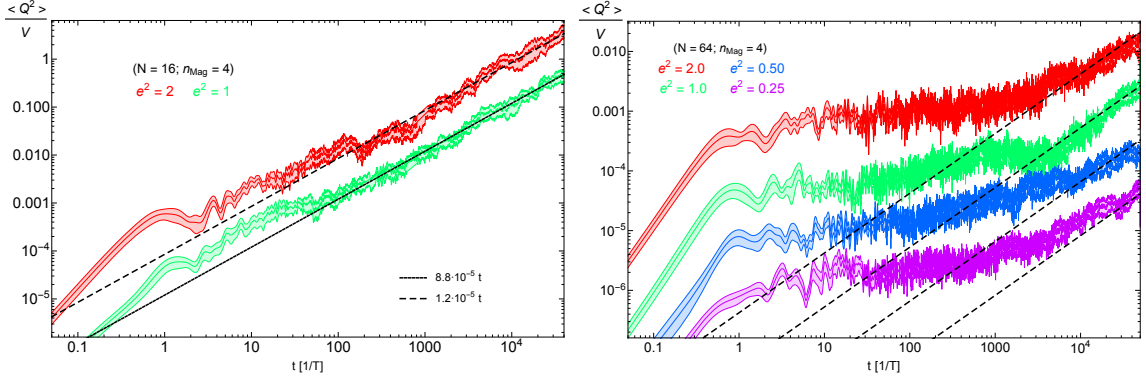 < Q² >
V
(N = 16; n_Mag = 4)
e² = 2 e² = 1
1
0.100
0.010
0.001
10⁻⁴
10⁻⁵
8.8·10⁻⁵ t
1.2·10⁻⁵ t
0.1 1 10 100 1000 10⁴
t [1/T]
< Q² >
V
(N = 64; n_Mag = 4)
e² = 2.0 e² = 0.50
e² = 1.0 e² = 0.25
0.010
0.001
10⁻⁴
10⁻⁵
10⁻⁶
0.1 1 10 100 1000 10⁴
t [1/T]